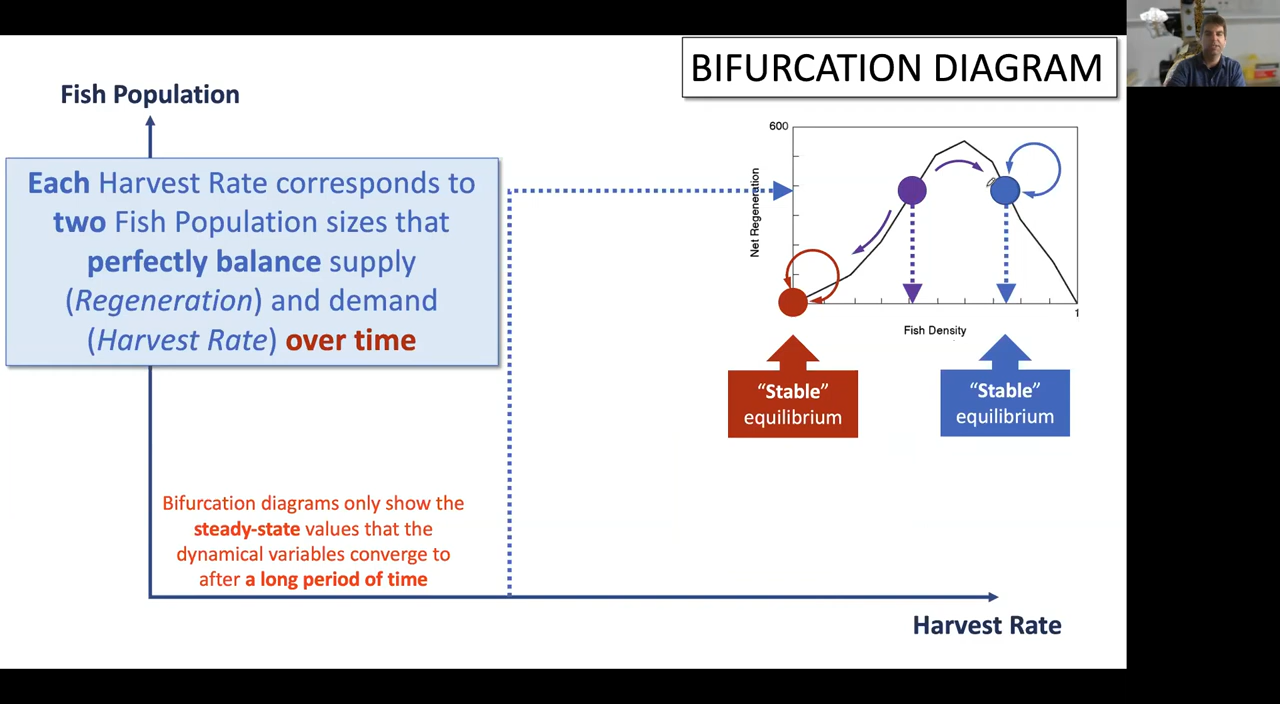 BIFURCATION DIAGRAM
Fish Population
Each Harvest Rate corresponds to
two Fish Population sizes that
perfectly balance supply
(Regeneration) and demand
(Harvest Rate) over time
600
Net Regeneration
1
Fish Density
"Stable"
equilibrium
"Stable"
equilibrium
Bifurcation diagrams only show the
steady-state values that the
dynamical variables converge to
after a long period of time
Harvest Rate